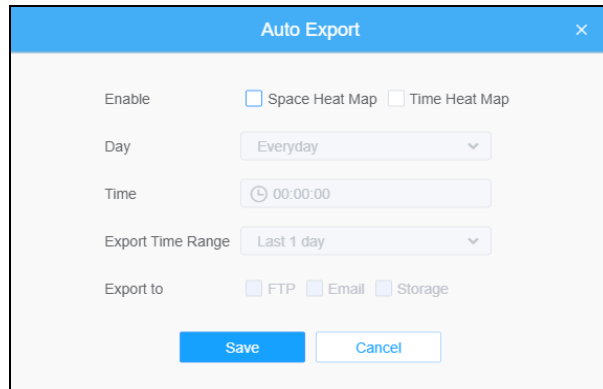 Auto Export
Enable Space Heat Map Time Heat Map
Day Everyday
Time 00:00:00
Export Time Range Last 1 day
Export to FTP Email Storage
Save Cancel